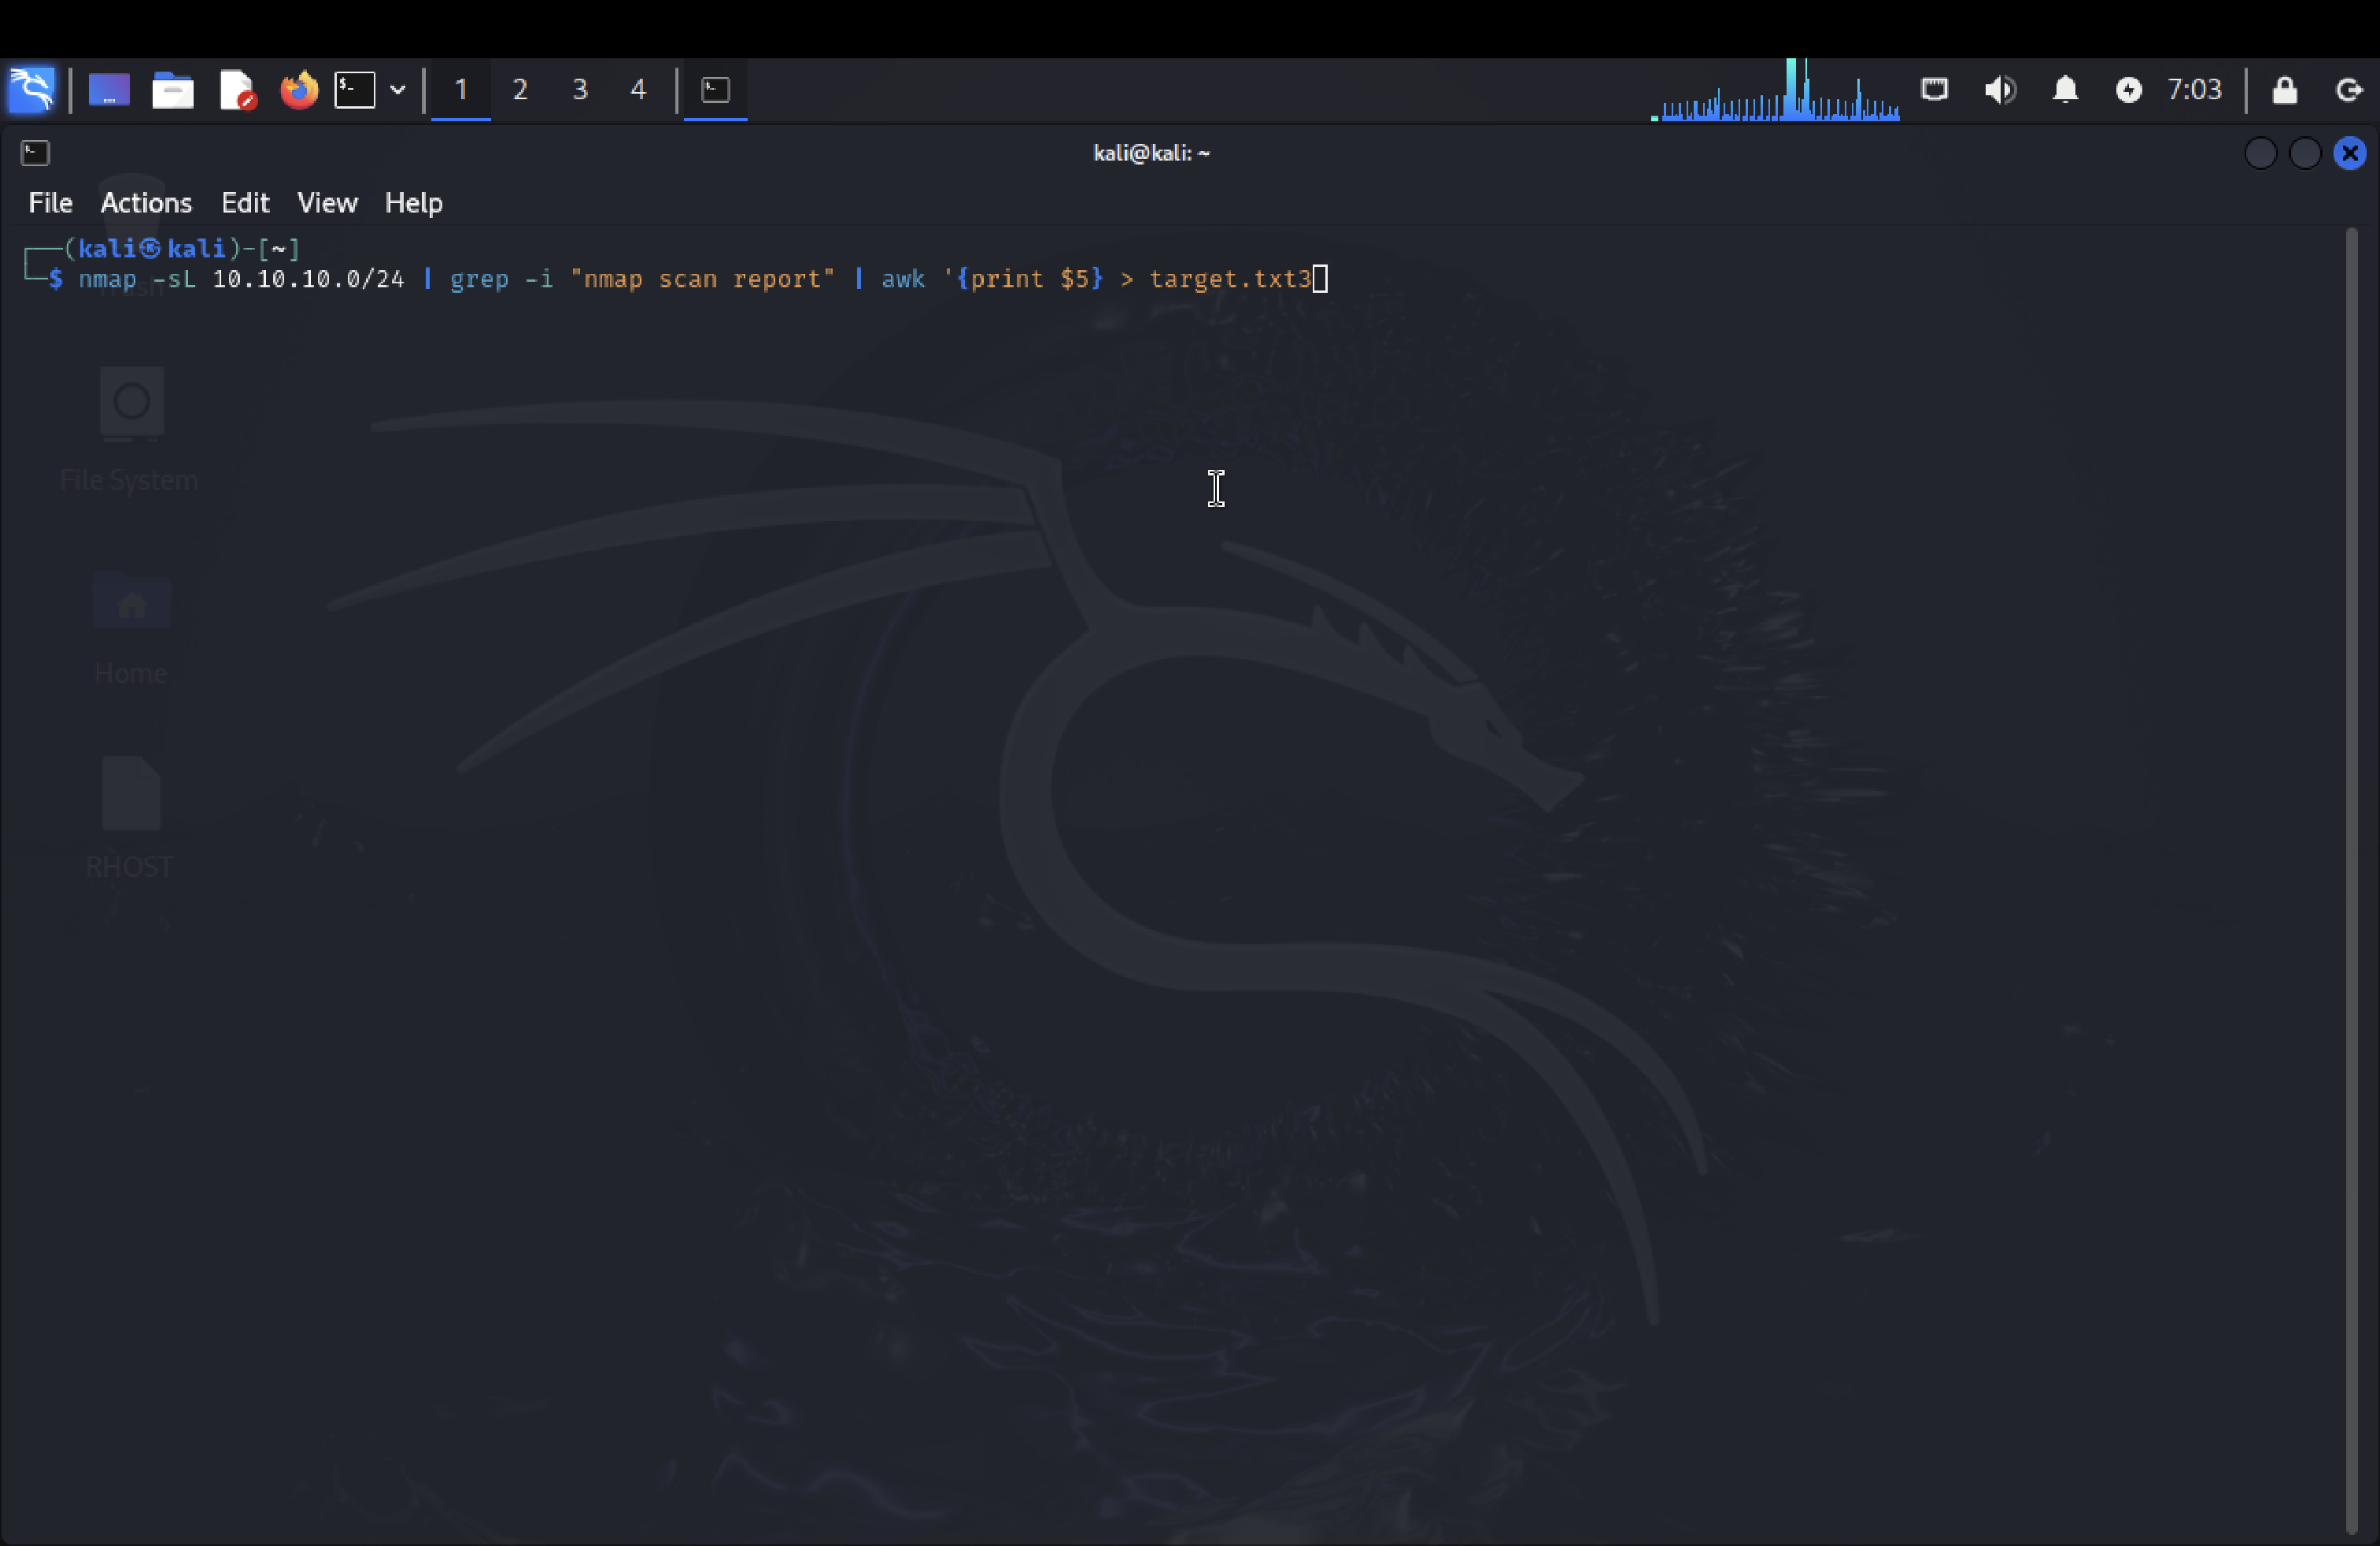 1 2 3 4 7:03
kali@kali: ~
File Actions Edit View Help
┌──(kali㉿kali)-[~]
└─$ nmap -sL 10.10.10.0/24 | grep -i "nmap scan report" | awk '{print $5} > target.txt3
File System
Home
RHOST